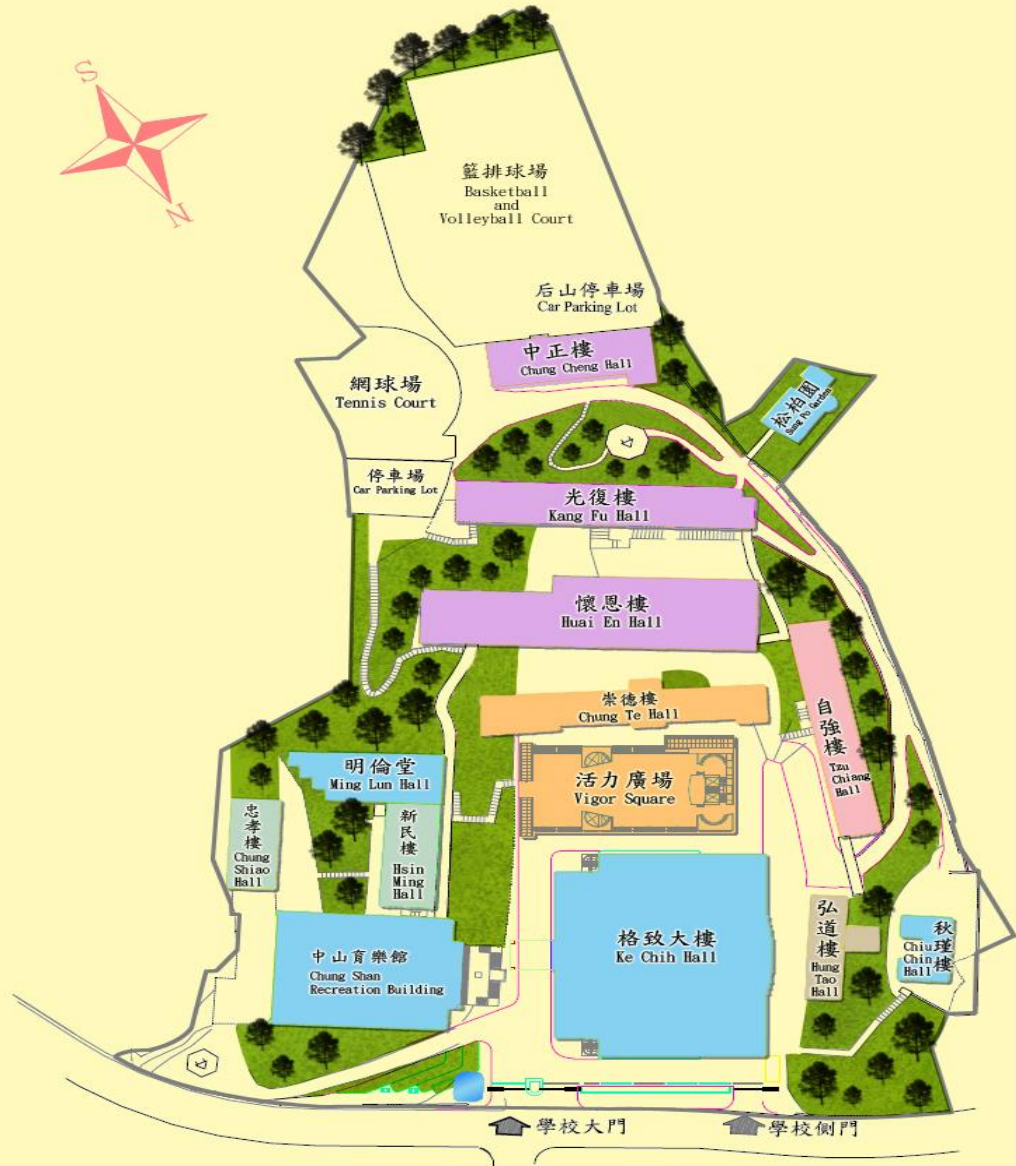 S
N
籃排球場
Basketball
and
Volleyball Court
后山停車場
Car Parking Lot
中正樓
Chung Cheng Hall
網球場
Tennis Court
松柏園
Sung Po Garden
停車場
Car Parking Lot
光復樓
Kang Fu Hall
懷恩樓
Huai En Hall
崇德樓
Chung Te Hall
自強樓
Tzu
Chiang
Hall
活力廣場
Vigor Square
明倫堂
Ming Lun Hall
忠孝樓
Chung
Shiao
Hall
新民樓
Hsin
Ming
Hall
格致大樓
Ke Chih Hall
弘道樓
Hung
Tao
Hall
秋瑾樓
Chiu
Chin
Hall
中山育樂館
Chung Shan
Recreation Building
學校大門
學校側門